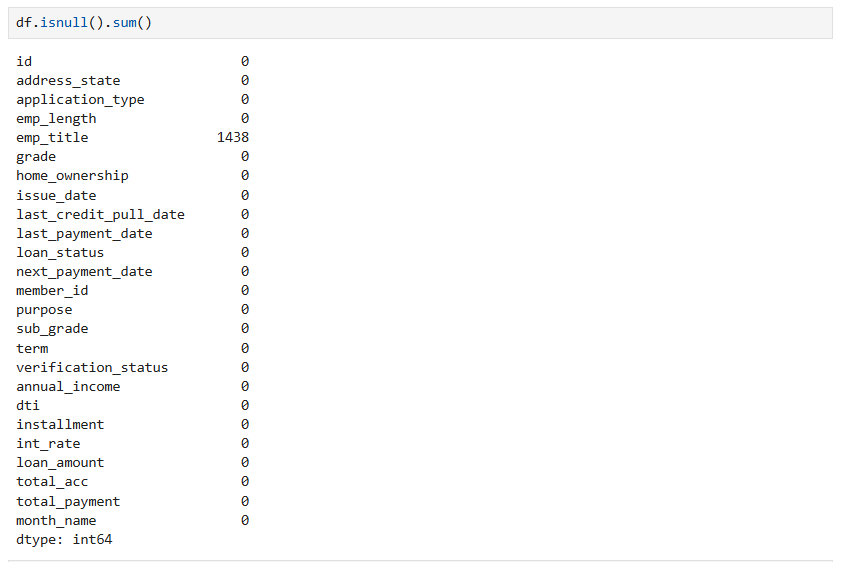 df.isnull().sum()
id 0
address_state 0
application_type 0
emp_length 0
emp_title 1438
grade 0
home_ownership 0
issue_date 0
last_credit_pull_date 0
last_payment_date 0
loan_status 0
next_payment_date 0
member_id 0
purpose 0
sub_grade 0
term 0
verification_status 0
annual_income 0
dti 0
installment 0
int_rate 0
loan_amount 0
total_acc 0
total_payment 0
month_name 0
dtype: int64